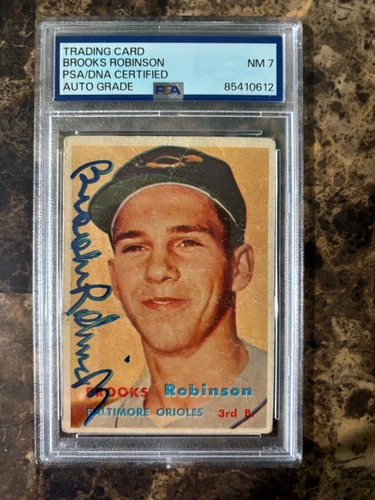 TRADING CARD
BROOKS ROBINSON NM 7
PSA/DNA CERTIFIED
AUTO GRADE PSA 85410612
Brooks Robinson
BROOKS Robinson
BALTIMORE ORIOLES 3rd B.